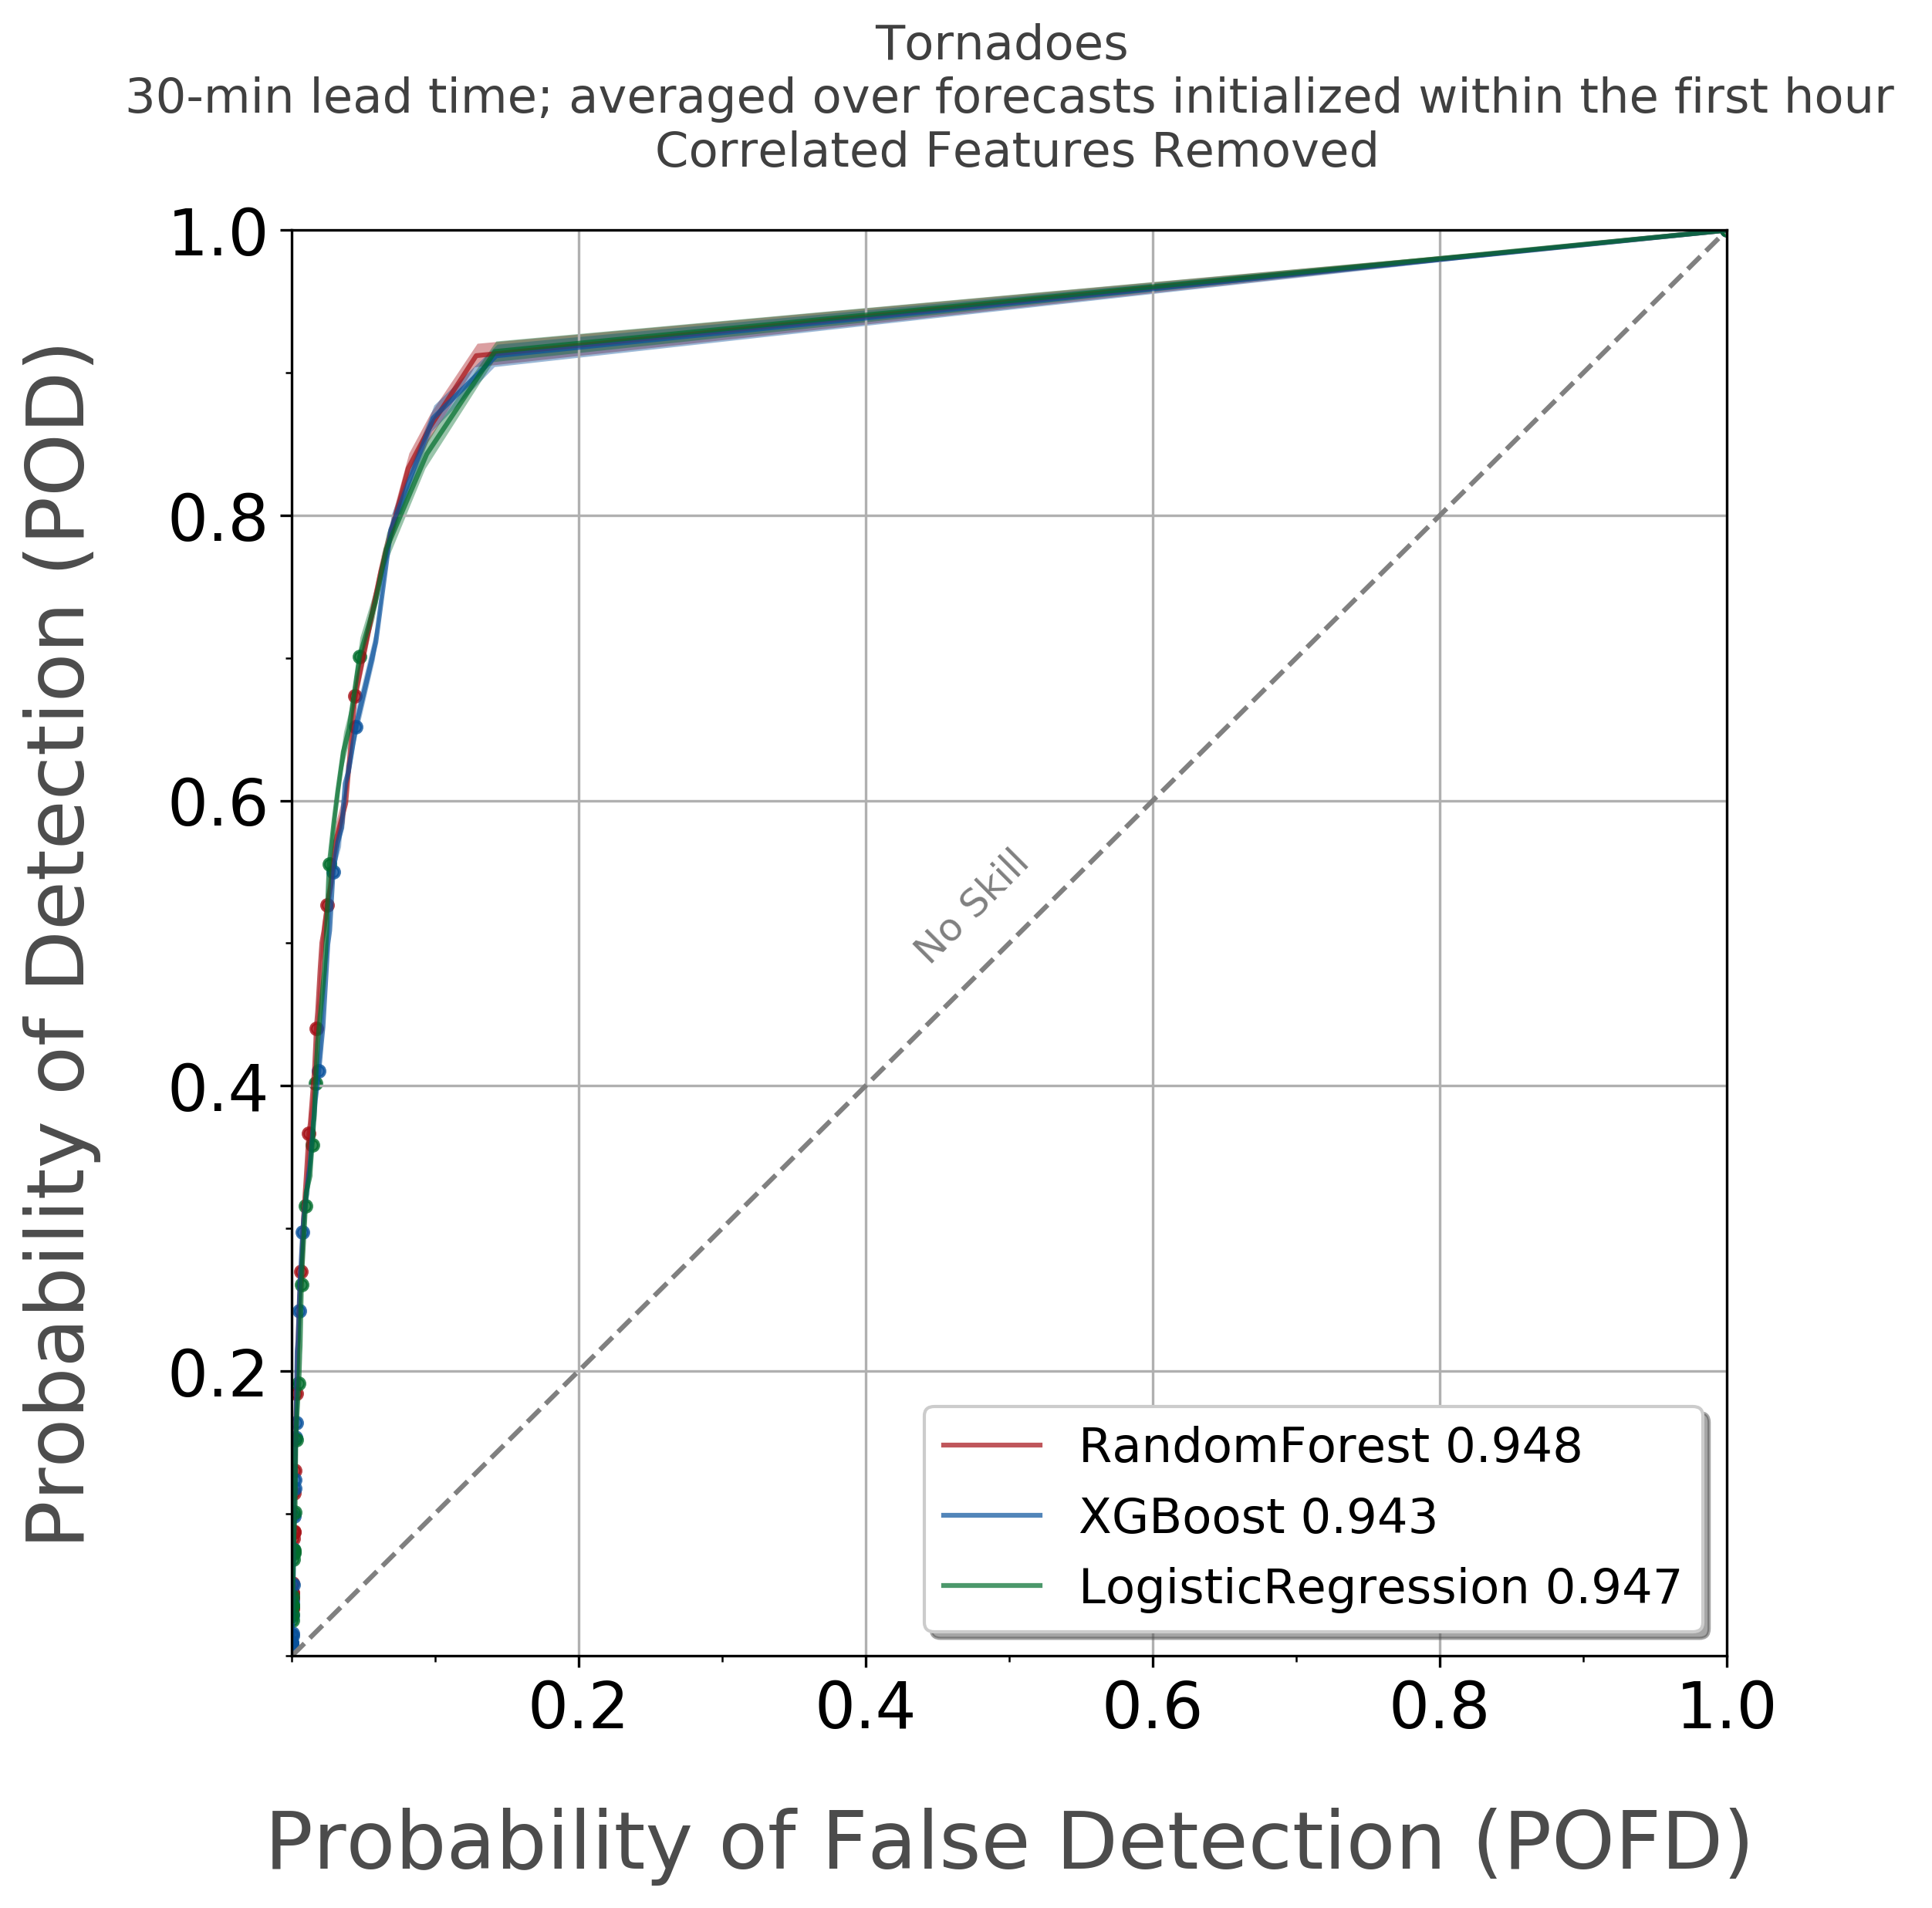 Tornadoes
30-min lead time; averaged over forecasts initialized within the first hour
Correlated Features Removed
Probability of Detection (POD)
1.0
0.8
0.6
0.4
0.2
No Skill
RandomForest 0.948
XGBoost 0.943
LogisticRegression 0.947
0.2
0.4
0.6
0.8
1.0
Probability of False Detection (POFD)